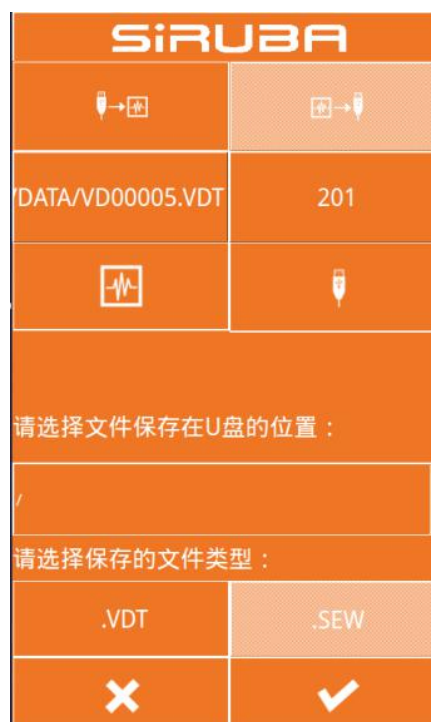 SiRUBA
/DATA/VD00005.VDT
201
请选择文件保存在U盘的位置：
/
请选择保存的文件类型：
.VDT
.SEW